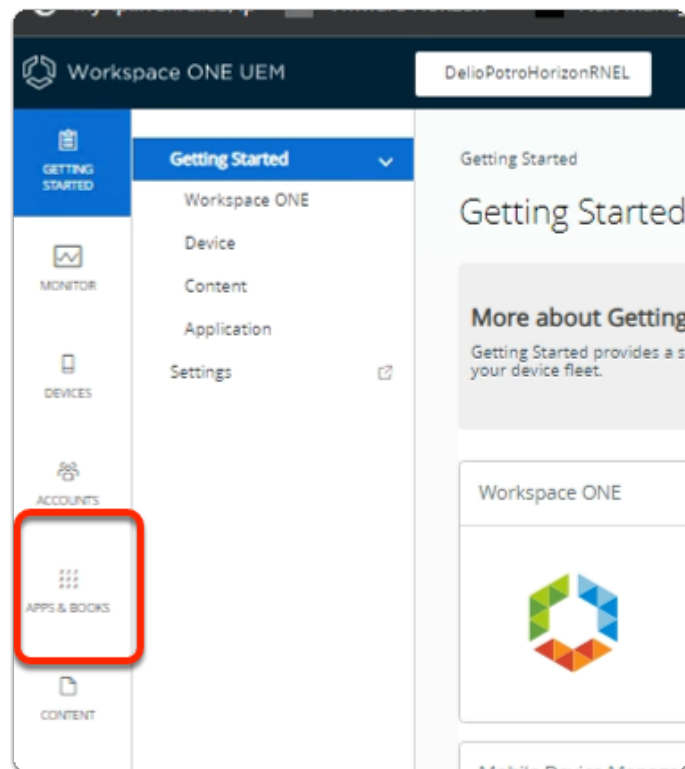 Workspace ONE UEM
DelioPotroHorizonRNEL
GETTING
STARTED
MONITOR
DEVICES
ACCOUNTS
APPS & BOOKS
CONTENT
Getting Started
Workspace ONE
Device
Content
Application
Settings
Getting Started
Getting Started
More about Getting
Getting Started provides a s
your device fleet.
Workspace ONE